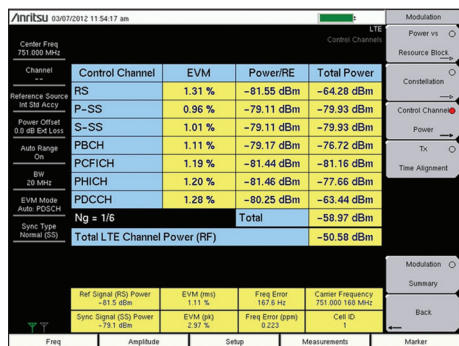 Anritsu 03/07/2012 11:54:17 am
LTE
Control Channels
Center Freq
751.000 MHz
Channel
--
Reference Source
Int Std Accy
Power Offset
0.0 dB Ext Loss
Auto Range
On
BW
20 MHz
EVM Mode
Auto: PDSCH
Sync Type
Normal (SS)
Control Channel EVM Power/RE Total Power
RS 1.31 % -81.55 dBm -64.28 dBm
P-SS 0.96 % -79.11 dBm -79.93 dBm
S-SS 1.01 % -79.11 dBm -79.93 dBm
PBCH 1.11 % -79.17 dBm -76.72 dBm
PCFICH 1.19 % -81.44 dBm -81.16 dBm
PHICH 1.20 % -81.46 dBm -77.66 dBm
PDCCH 1.28 % -80.25 dBm -63.44 dBm
Ng = 1/6 Total -58.97 dBm
Total LTE Channel Power (RF) -50.58 dBm
Ref Signal (RS) Power EVM (rms) Freq Error Carrier Frequency
-81.5 dBm 1.11 % 167.6 Hz 751.000 168 MHz
Sync Signal (SS) Power EVM (pk) Freq Error (ppm) Cell ID
-79.1 dBm 2.97 % 0.223 1
Modulation
Power vs
Resource Block
Constellation
Control Channel
Power
Tx
Time Alignment
Modulation
Summary
Back
Freq Amplitude Setup Measurements Marker